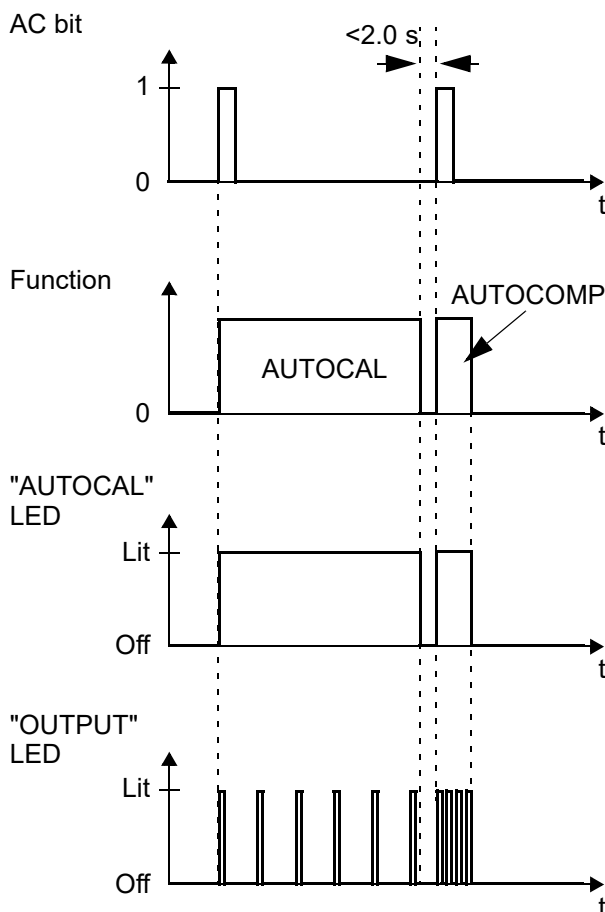 AC bit
<2.0 s
1
0
t
Function
AUTOCOMP
AUTOCAL
0
t
"AUTOCAL"
LED
Lit
Off
t
"OUTPUT"
LED
Lit
Off
t